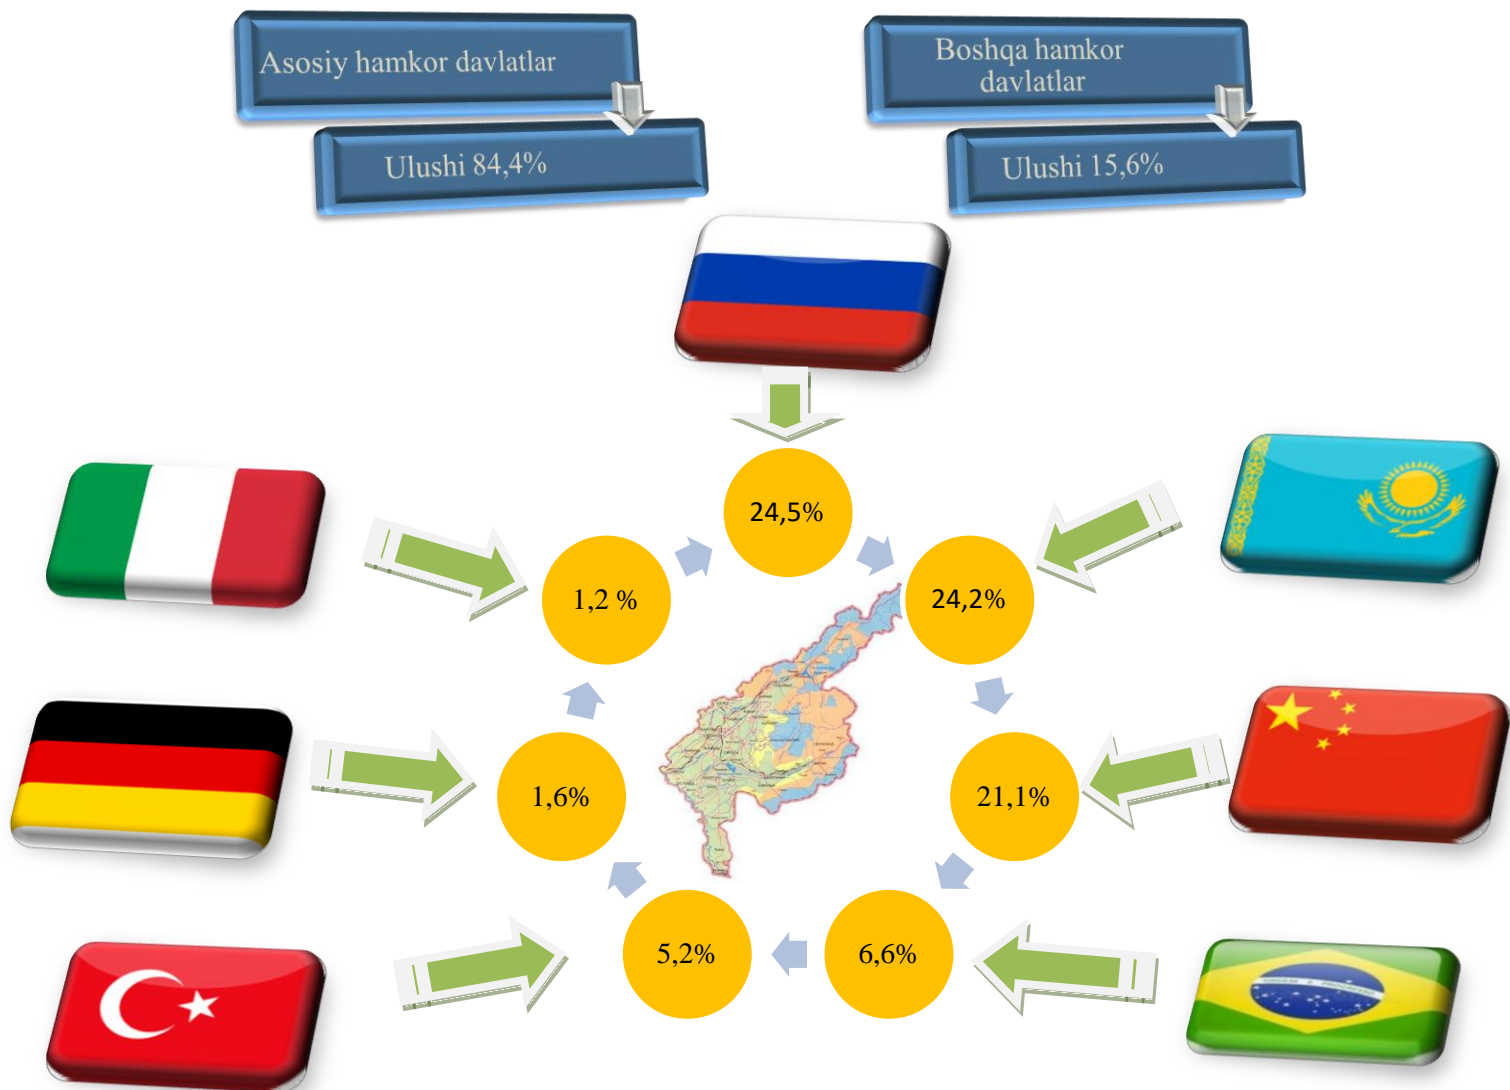 Asosiy hamkor davlatlar
Ulushi 84,4%
Boshqa hamkor
davlatlar
Ulushi 15,6%
24,5%
24,2%
21,1%
6,6%
5,2%
1,6%
1,2 %